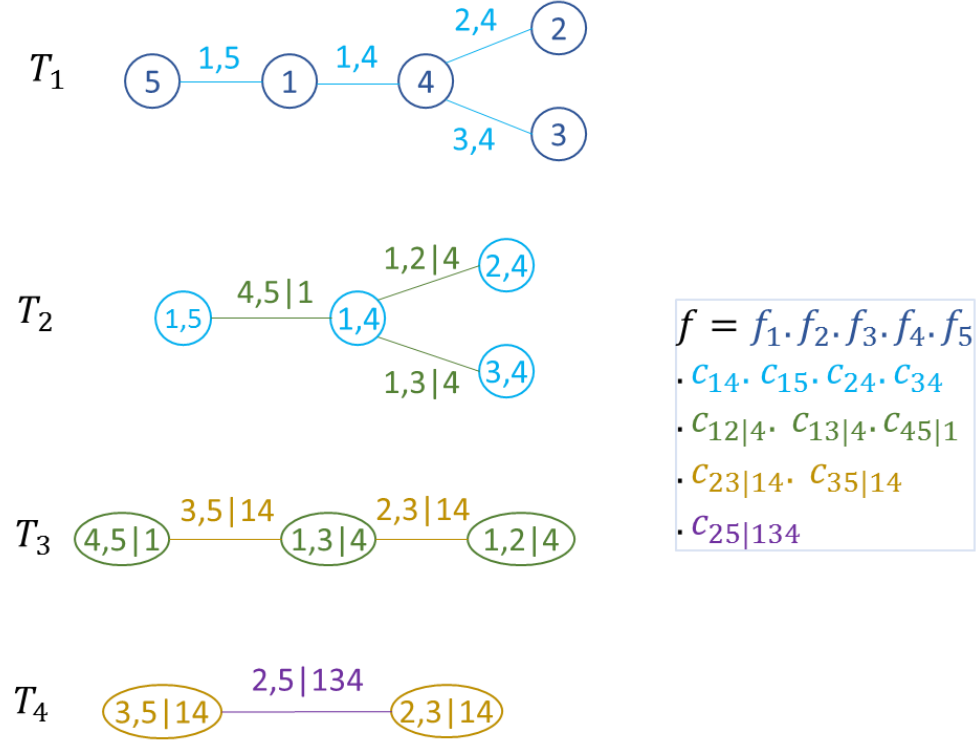 T₁
5 1,5 1 1,4 4 2,4 2
3,4 3
T₂
1,5 4,5|1 1,4 1,2|4 2,4
1,3|4 3,4
T₃
4,5|1 3,5|14 1,3|4 2,3|14 1,2|4
T₄
3,5|14 2,5|134 2,3|14
f = f₁. f₂. f₃. f₄. f₅
. c₁₄. c₁₅. c₂₄. c₃₄
. c₁₂|₄. c₁₃|₄. c₄₅|₁
. c₂₃|₁₄. c₃₅|₁₄
. c₂₅|₁₃₄